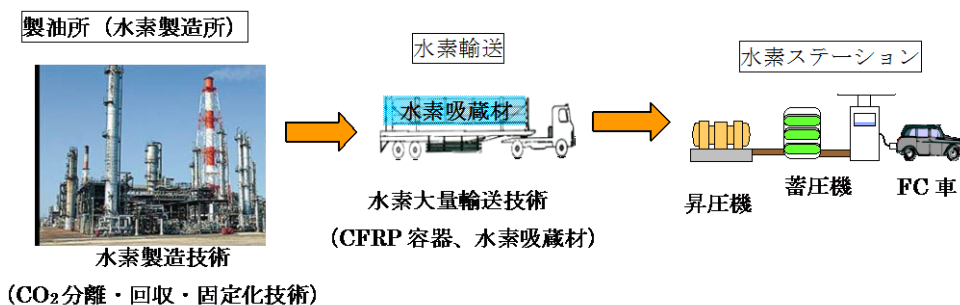 製油所（水素製造所）
水素製造技術
（CO₂分離・回収・固定化技術）
水素輸送
水素吸蔵材
水素大量輸送技術
（CFRP 容器、水素吸蔵材）
水素ステーション
昇圧機
蓄圧機
FC 車